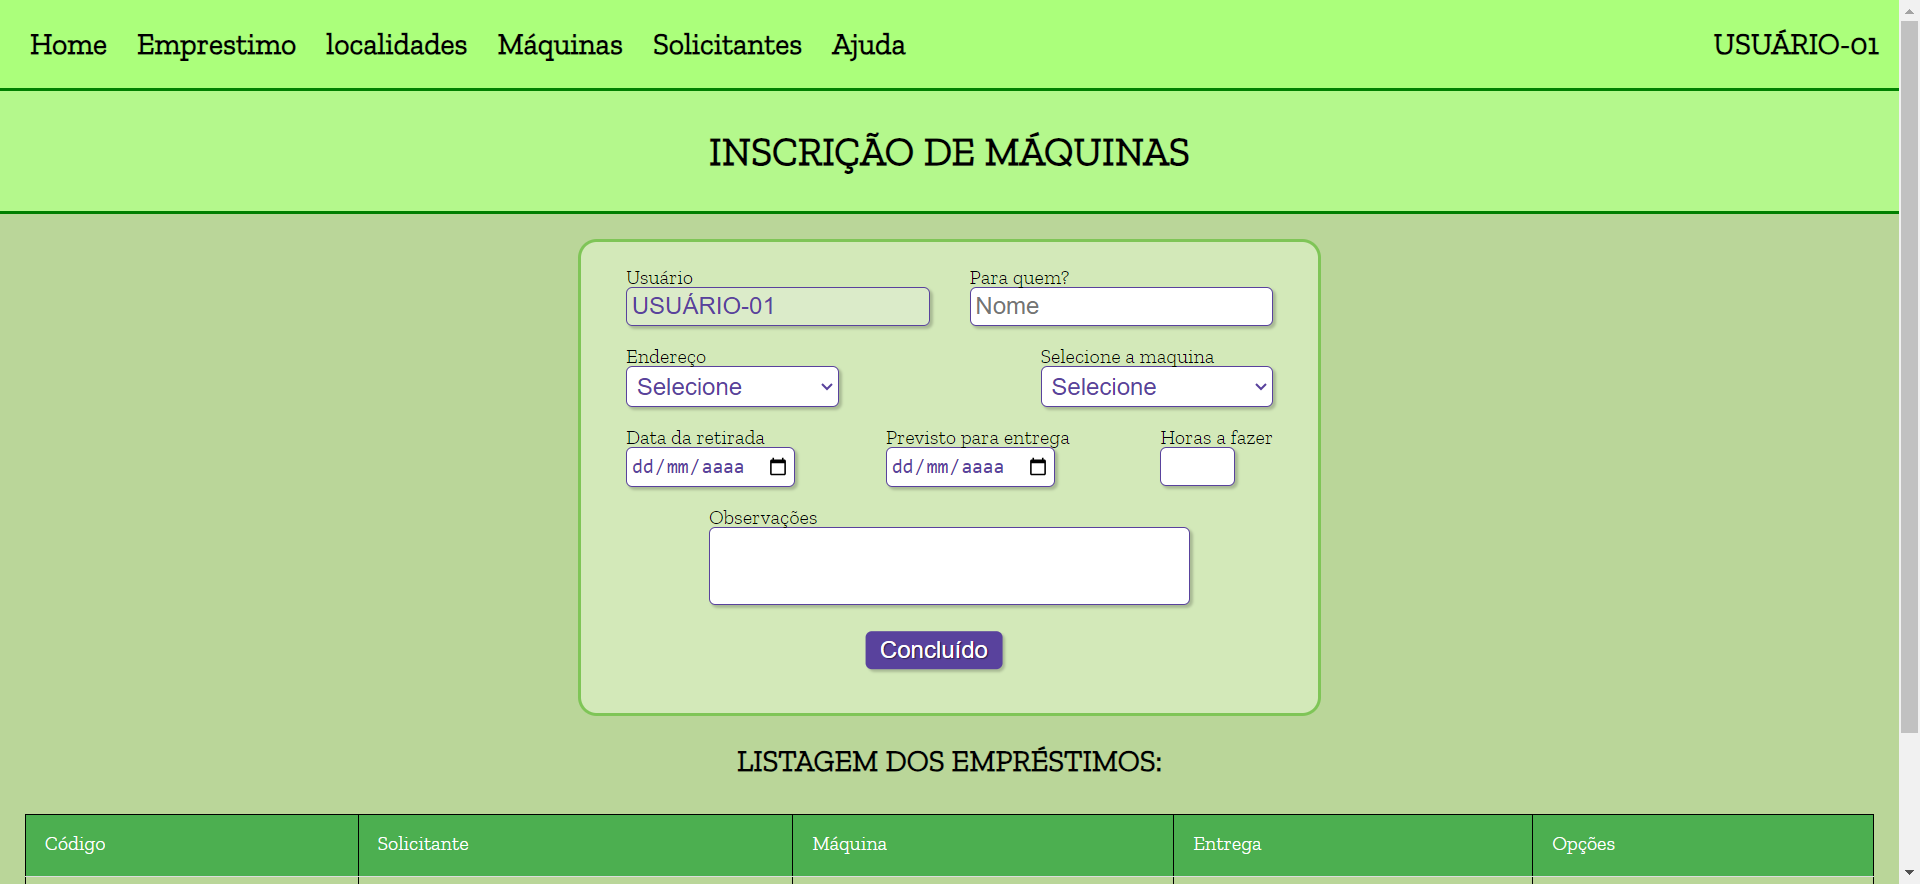 Home Emprestimo localidades Máquinas Solicitantes Ajuda USUÁRIO-01
INSCRIÇÃO DE MÁQUINAS
Usuário Para quem?
USUÁRIO-01 Nome
Endereço Selecione a maquina
Selecione Selecione
Data da retirada Previsto para entrega Horas a fazer
dd/mm/aaaa dd/mm/aaaa
Observações
Concluído
LISTAGEM DOS EMPRÉSTIMOS:
Código Solicitante Máquina Entrega Opções